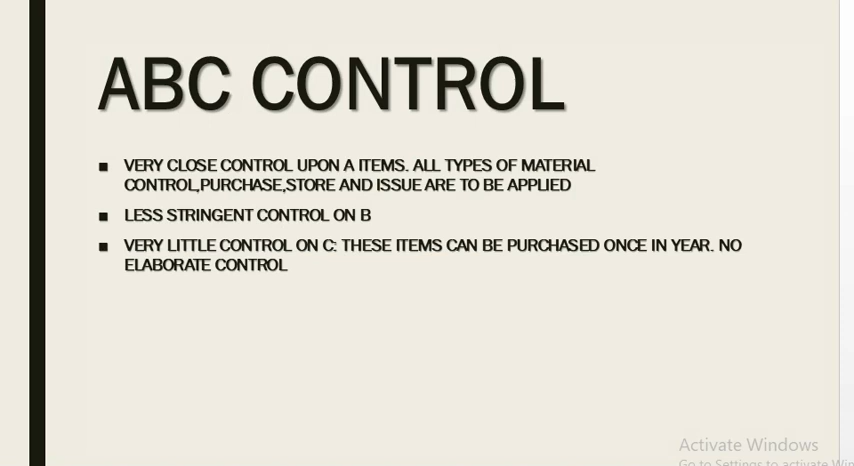 ABC CONTROL
VERY CLOSE CONTROL UPON A ITEMS. ALL TYPES OF MATERIAL
CONTROL,PURCHASE,STORE AND ISSUE ARE TO BE APPLIED
LESS STRINGENT CONTROL ON B
VERY LITTLE CONTROL ON C: THESE ITEMS CAN BE PURCHASED ONCE IN YEAR. NO
ELABORATE CONTROL
Activate Windows
Go to Settings to activate Win